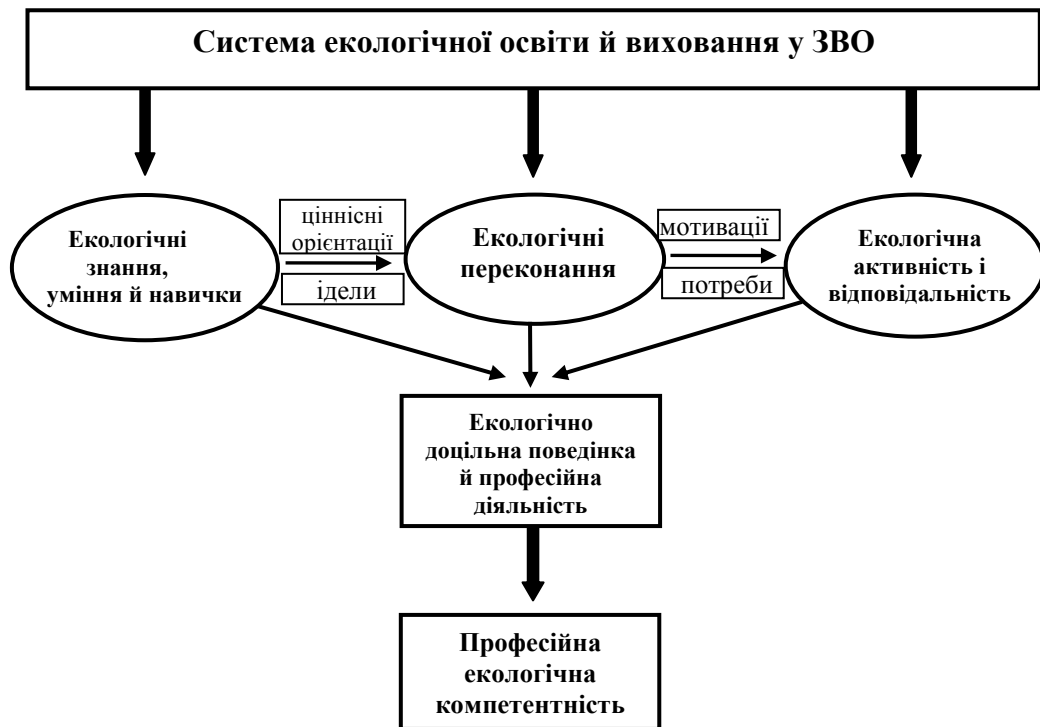 Система екологічної освіти й виховання у ЗВО
Екологічні
знання,
уміння й навички
ціннісні
орієнтації
ідели
Екологічні
переконання
мотивації
потреби
Екологічна
активність і
відповідальність
Екологічно
доцільна поведінка
й професійна
діяльність
Професійна
екологічна
компетентність